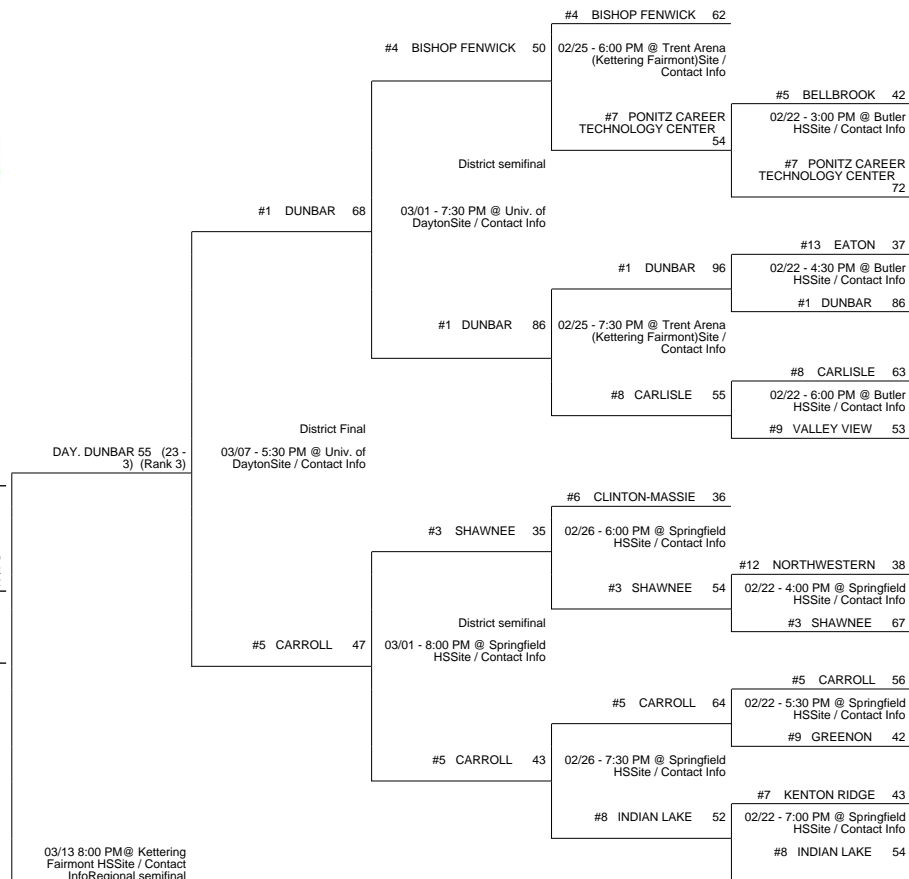 #4 BISHOP FENWICK 62
#4 BISHOP FENWICK 50
02/25 - 6:00 PM @ Trent Arena
(Kettering Fairmont)Site /
Contact Info
#5 BELLBROOK 42
#7 PONITZ CAREER
TECHNOLOGY CENTER
54
02/22 - 3:00 PM @ Butler
HSSite / Contact Info
District semifinal
#7 PONITZ CAREER
TECHNOLOGY CENTER
72
#1 DUNBAR 68
03/01 - 7:30 PM @ Univ. of
DaytonSite / Contact Info
#13 EATON 37
#1 DUNBAR 96
02/22 - 4:30 PM @ Butler
HSSite / Contact Info
#1 DUNBAR 86
#1 DUNBAR 86
02/25 - 7:30 PM @ Trent Arena
(Kettering Fairmont)Site /
Contact Info
#8 CARLISLE 63
#8 CARLISLE 55
02/22 - 6:00 PM @ Butler
HSSite / Contact Info
#9 VALLEY VIEW 53
District Final
DAY. DUNBAR 55 (23 -
3) (Rank 3)
03/07 - 5:30 PM @ Univ. of
DaytonSite / Contact Info
#6 CLINTON-MASSIE 36
#3 SHAWNEE 35
02/26 - 6:00 PM @ Springfield
HSSite / Contact Info
#12 NORTHWESTERN 38
#3 SHAWNEE 54
02/22 - 4:00 PM @ Springfield
HSSite / Contact Info
#3 SHAWNEE 67
District semifinal
#5 CARROLL 47
03/01 - 8:00 PM @ Springfield
HSSite / Contact Info
#5 CARROLL 56
#5 CARROLL 64
02/22 - 5:30 PM @ Springfield
HSSite / Contact Info
#9 GREENON 42
#5 CARROLL 43
02/26 - 7:30 PM @ Springfield
HSSite / Contact Info
#7 KENTON RIDGE 43
#8 INDIAN LAKE 52
02/22 - 7:00 PM @ Springfield
HSSite / Contact Info
#8 INDIAN LAKE 54
03/13 8:00 PM@ Kettering
Fairmont HSSite / Contact
InfoRegional semifinal